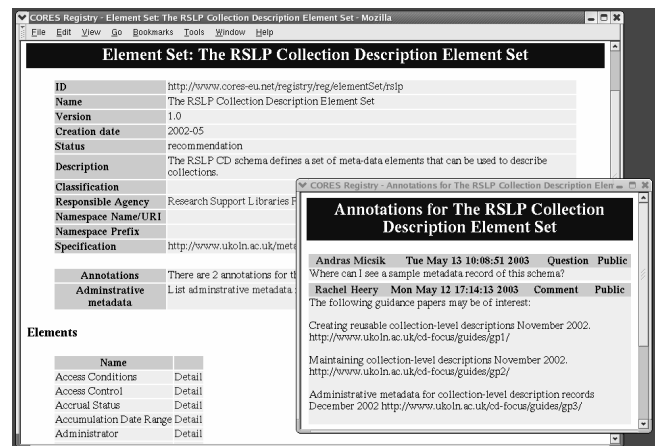 CORES Registry - Element Set: The RSLP Collection Description Element Set - Mozilla
File Edit View Go Bookmarks Tools Window Help
Element Set: The RSLP Collection Description Element Set
ID http://www.cores-eu.net/registry/reg/elementSet/rslp
Name The RSLP Collection Description Element Set
Version 1.0
Creation date 2002-05
Status recommendation
Description The RSLP CD schema defines a set of meta-data elements that can be used to describe
collections.
Classification
Responsible Agency Research Support Libraries P
Namespace Name/URI
Namespace Prefix
Specification http://www.ukoln.ac.uk/meta
Annotations There are 2 annotations for th
Adminstrative
metadata List adminstrative metadata
Elements
Name
Access Conditions Detail
Access Control Detail
Accrual Status Detail
Accumulation Date Range Detail
Administrator Detail
CORES Registry - Annotations for The RSLP Collection Description Elem
Annotations for The RSLP Collection
Description Element Set
Andras Micsik Tue May 13 10:08:51 2003 Question Public
Where can I see a sample metadata record of this schema?
Rachel Heery Mon May 12 17:14:13 2003 Comment Public
The following guidance papers may be of interest:
Creating reusable collection-level descriptions November 2002.
http://www.ukoln.ac.uk/cd-focus/guides/gp1/
Maintaining collection-level descriptions November 2002.
http://www.ukoln.ac.uk/cd-focus/guides/gp2/
Administrative metadata for collection-level description records
December 2002 http://www.ukoln.ac.uk/cd-focus/guides/gp3/